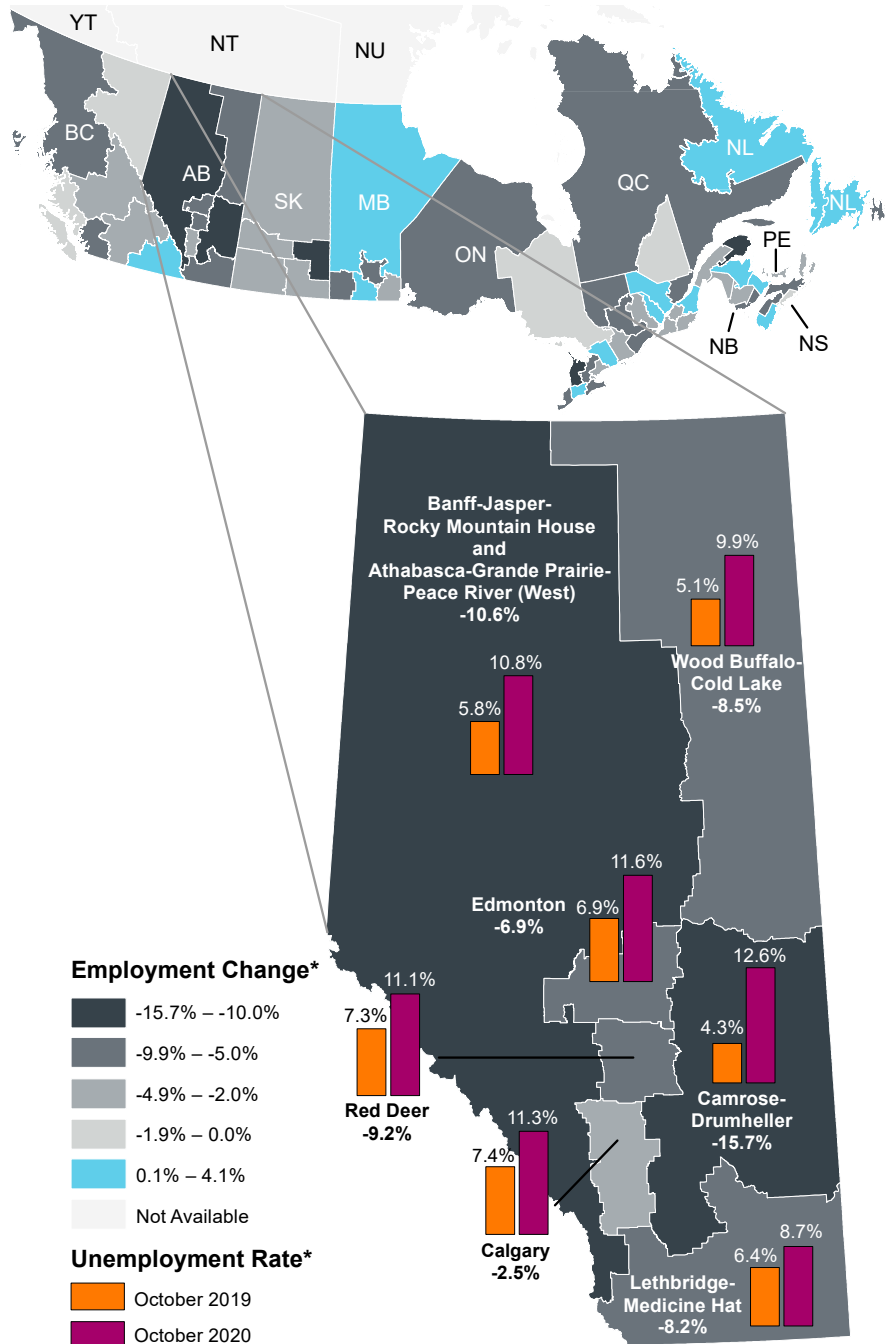 YT
NT
NU
BC
AB
SK
MB
ON
QC
NL
NL
PE
NB
NS
Banff-Jasper-
Rocky Mountain House
and
Athabasca-Grande Prairie-
Peace River (West)
-10.6%
5.8%
10.8%
5.1%
9.9%
Wood Buffalo-
Cold Lake
-8.5%
Edmonton
-6.9%
6.9%
11.6%
7.3%
11.1%
Red Deer
-9.2%
4.3%
12.6%
Camrose-
Drumheller
-15.7%
7.4%
11.3%
Calgary
-2.5%
6.4%
8.7%
Lethbridge-
Medicine Hat
-8.2%
Employment Change*
-15.7% – -10.0%
-9.9% – -5.0%
-4.9% – -2.0%
-1.9% – 0.0%
0.1% – 4.1%
Not Available
Unemployment Rate*
October 2019
October 2020